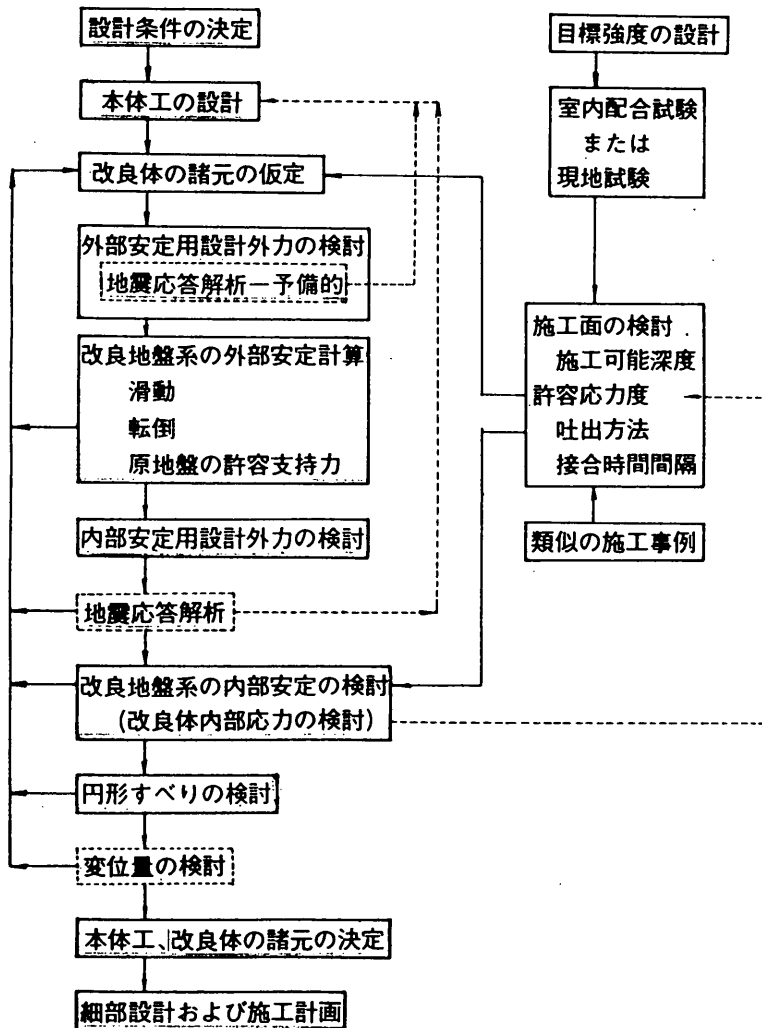 設計条件の決定
本体工の設計
改良体の諸元の仮定
外部安定用設計外力の検討
地震応答解析ー予備的
改良地盤系の外部安定計算
滑動
転倒
原地盤の許容支持力
内部安定用設計外力の検討
地震応答解析
改良地盤系の内部安定の検討
(改良体内部応力の検討)
円形すべりの検討
変位量の検討
本体工、改良体の諸元の決定
細部設計および施工計画
目標強度の設計
室内配合試験
または
現地試験
施工面の検討
施工可能深度
許容応力度
吐出方法
接合時間間隔
類似の施工事例